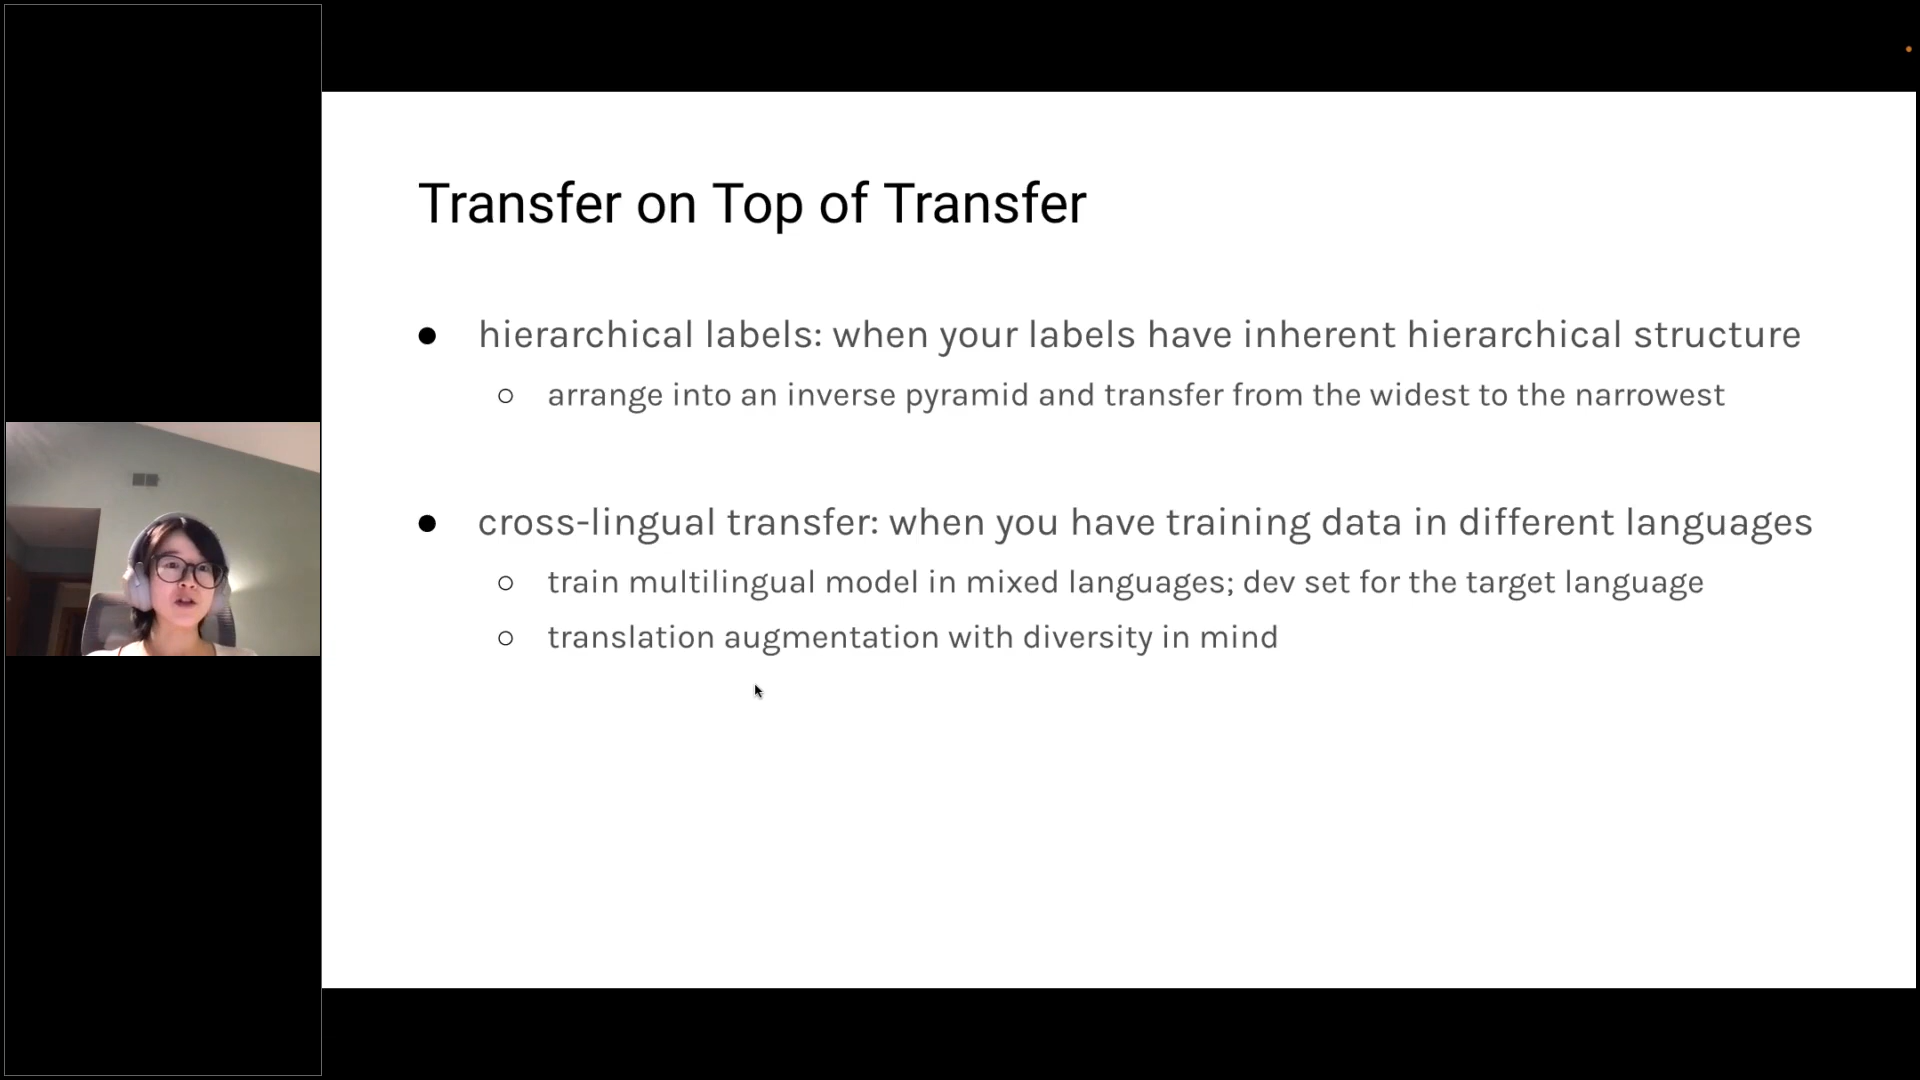 Transfer on Top of Transfer
● hierarchical labels: when your labels have inherent hierarchical structure
○ arrange into an inverse pyramid and transfer from the widest to the narrowest
● cross-lingual transfer: when you have training data in different languages
○ train multilingual model in mixed languages; dev set for the target language
○ translation augmentation with diversity in mind